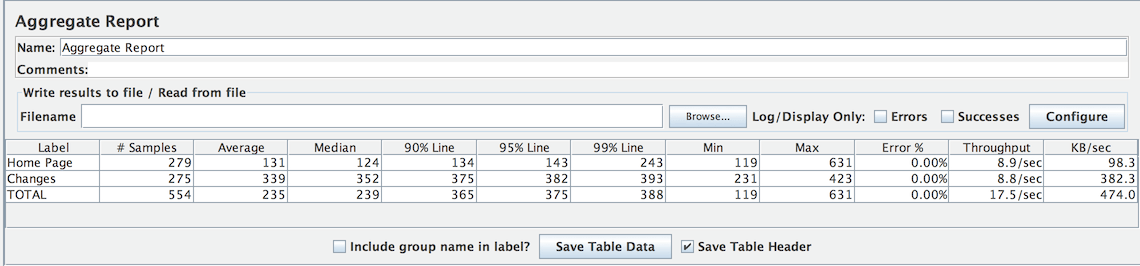 Aggregate Report
Name: Aggregate Report
Comments:
Write results to file / Read from file
Filename Browse... Log/Display Only: Errors Successes Configure
Label # Samples Average Median 90% Line 95% Line 99% Line Min Max Error % Throughput KB/sec
Home Page 279 131 124 134 143 243 119 631 0.00% 8.9/sec 98.3
Changes 275 339 352 375 382 393 231 423 0.00% 8.8/sec 382.3
TOTAL 554 235 239 365 375 388 119 631 0.00% 17.5/sec 474.0
Include group name in label? Save Table Data Save Table Header